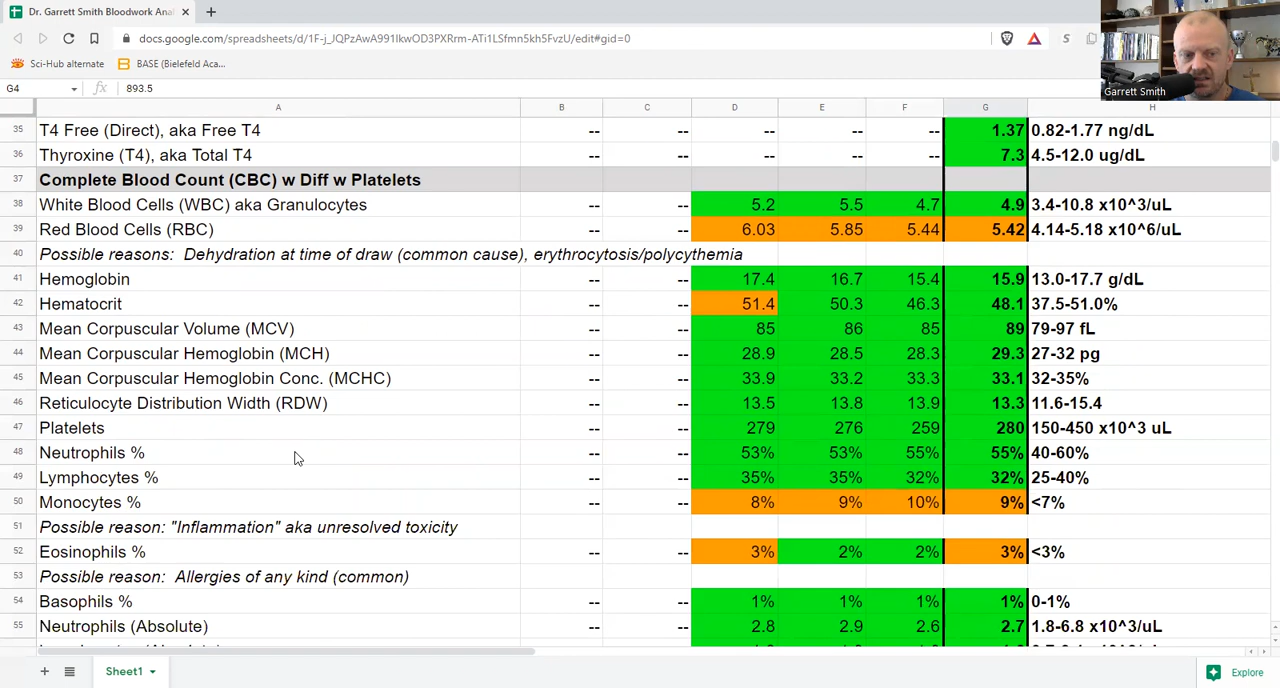 Dr. Garrett Smith Bloodwork Anal
docs.google.com/spreadsheets/d/1F-j_JQPzAwA991IkwOD3PXRrm-ATi1LSfmn5kh5FvzU/edit#gid=0
Sci-Hub alternate BASE (Bielefeld Aca...
Garrett Smith
G4 fx 893.5
A B C D E F G H
35 T4 Free (Direct), aka Free T4 -- -- -- -- -- 1.37 0.82-1.77 ng/dL
36 Thyroxine (T4), aka Total T4 -- -- -- -- -- 7.3 4.5-12.0 ug/dL
37 Complete Blood Count (CBC) w Diff w Platelets
38 White Blood Cells (WBC) aka Granulocytes -- -- 5.2 5.5 4.7 4.9 3.4-10.8 x10^3/uL
39 Red Blood Cells (RBC) -- -- 6.03 5.85 5.44 5.42 4.14-5.18 x10^6/uL
40 Possible reasons: Dehydration at time of draw (common cause), erythrocytosis/polycythemia
41 Hemoglobin -- -- 17.4 16.7 15.4 15.9 13.0-17.7 g/dL
42 Hematocrit -- -- 51.4 50.3 46.3 48.1 37.5-51.0%
43 Mean Corpuscular Volume (MCV) -- -- 85 86 85 89 79-97 fL
44 Mean Corpuscular Hemoglobin (MCH) -- -- 28.9 28.5 28.3 29.3 27-32 pg
45 Mean Corpuscular Hemoglobin Conc. (MCHC) -- -- 33.9 33.2 33.3 33.1 32-35%
46 Reticulocyte Distribution Width (RDW) -- -- 13.5 13.8 13.9 13.3 11.6-15.4
47 Platelets -- -- 279 276 259 280 150-450 x10^3 uL
48 Neutrophils % -- -- 53% 53% 55% 55% 40-60%
49 Lymphocytes % -- -- 35% 35% 32% 32% 25-40%
50 Monocytes % -- -- 8% 9% 10% 9% <7%
51 Possible reason: "Inflammation" aka unresolved toxicity
52 Eosinophils % -- -- 3% 2% 2% 3% <3%
53 Possible reason: Allergies of any kind (common)
54 Basophils % -- -- 1% 1% 1% 1% 0-1%
55 Neutrophils (Absolute) -- -- 2.8 2.9 2.6 2.7 1.8-6.8 x10^3/uL
Sheet1
Explore